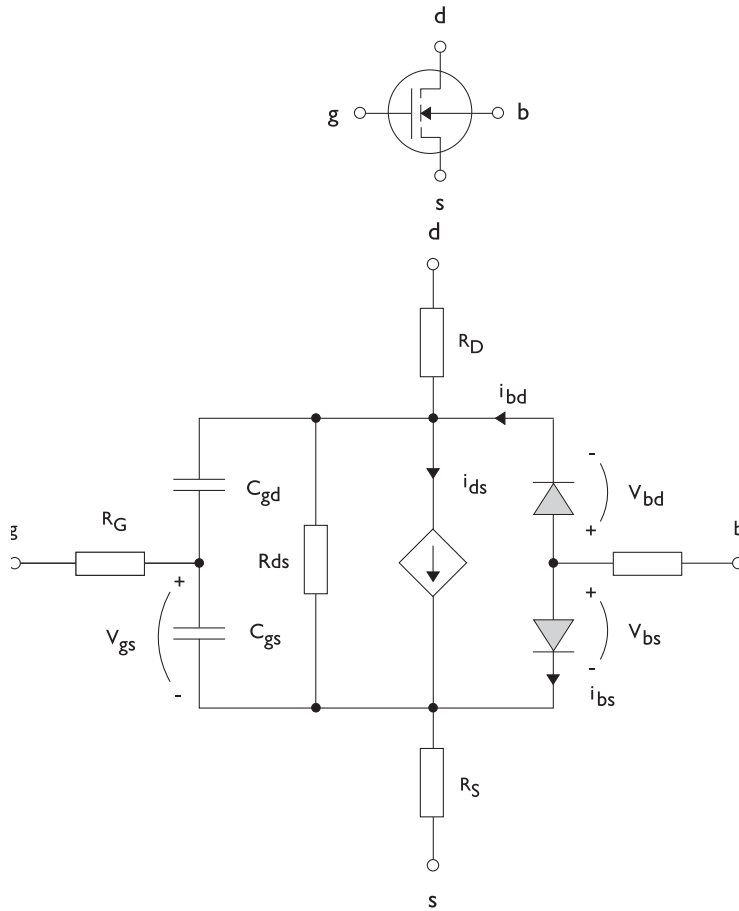 d
g
b
s
d
R_D
i_bd
-
C_gd
i_ds
V_bd
g
R_G
+
b
Rds
+
+
V_gs
C_gs
V_bs
-
-
i_bs
R_S
s